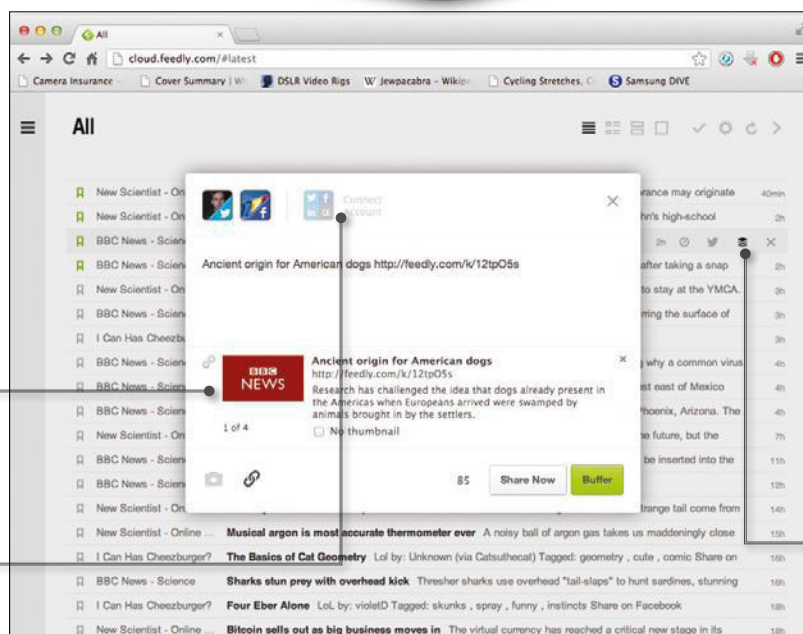 All
cloud.feedly.com/#latest
Camera Insurance - Cover Summary | W DSLR Video Rigs W Jewpacabra – Wikip Cycling Stretches, C S Samsung DIVE
All
New Scientist - On rance may originate 40min
New Scientist - On hn's high-school 2h
BBC News - Scien 2h
BBC News - Scien after taking a snap 2h
New Scientist - On to stay at the YMCA.
BBC News - Scien rring the surface of 3h
I Can Has Cheezbu 3h
BBC News - Scien why a common virus 4h
BBC News - Scien st east of Mexico 4h
BBC News - Scien Phoenix, Arizona. The 4h
New Scientist - On he future, but the 7h
BBC News - Scien be inserted into the 11h
BBC News - Scien 12h
New Scientist - On trange tail come from 14h
Connect
Account
Ancient origin for American dogs http://feedly.com/k/12tpO5s
BBC
NEWS
1 of 4
Ancient origin for American dogs
http://feedly.com/k/12tpO5s
Research has challenged the idea that dogs already present in
the Americas when Europeans arrived were swamped by
animals brought in by the settlers.
No thumbnail
85 Share Now Buffer
New Scientist - Online ... Musical argon is most accurate thermometer ever A noisy ball of argon gas takes us maddeningly close 15h
I Can Has Cheezburger? The Basics of Cat Geometry Lol by: Unknown (via Catsuthecat) Tagged: geometry , cute , comic Share on 16h
BBC News - Science Sharks stun prey with overhead kick Thresher sharks use overhead "tail-slaps" to hunt sardines, stunning 16h
I Can Has Cheezburger? Four Eber Alone LoL by: violetD Tagged: skunks , spray , funny , instincts Share on Facebook 18h
New Scientist - Online ... Bitcoin sells out as big business moves in The virtual currency has reached a critical new stage in its 18h